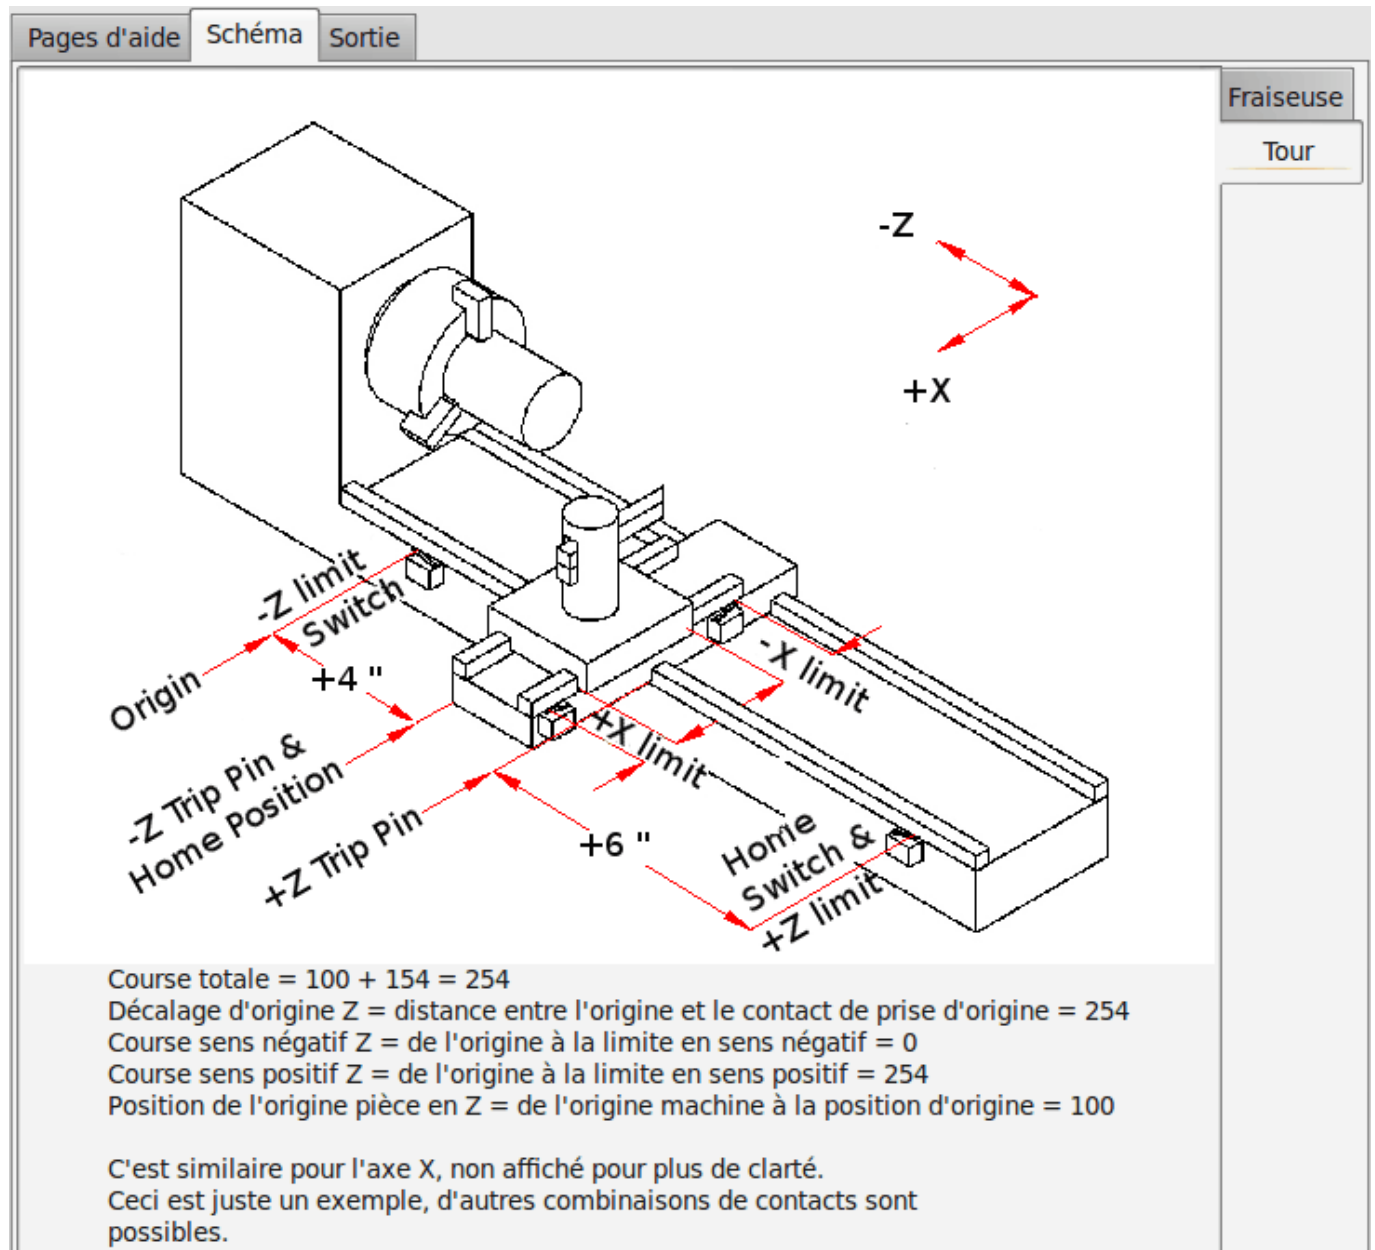 Pages d'aide
Schéma
Sortie
Fraiseuse
Tour
-Z
+X
-Z limit
Switch
Origin
+4 "
-X limit
+X limit
-Z Trip Pin &
Home Position
+Z Trip Pin
+6 "
Home
Switch &
+Z limit
Course totale = 100 + 154 = 254
Décalage d'origine Z = distance entre l'origine et le contact de prise d'origine = 254
Course sens négatif Z = de l'origine à la limite en sens négatif = 0
Course sens positif Z = de l'origine à la limite en sens positif = 254
Position de l'origine pièce en Z = de l'origine machine à la position d'origine = 100
C'est similaire pour l'axe X, non affiché pour plus de clarté.
Ceci est juste un exemple, d'autres combinaisons de contacts sont
possibles.